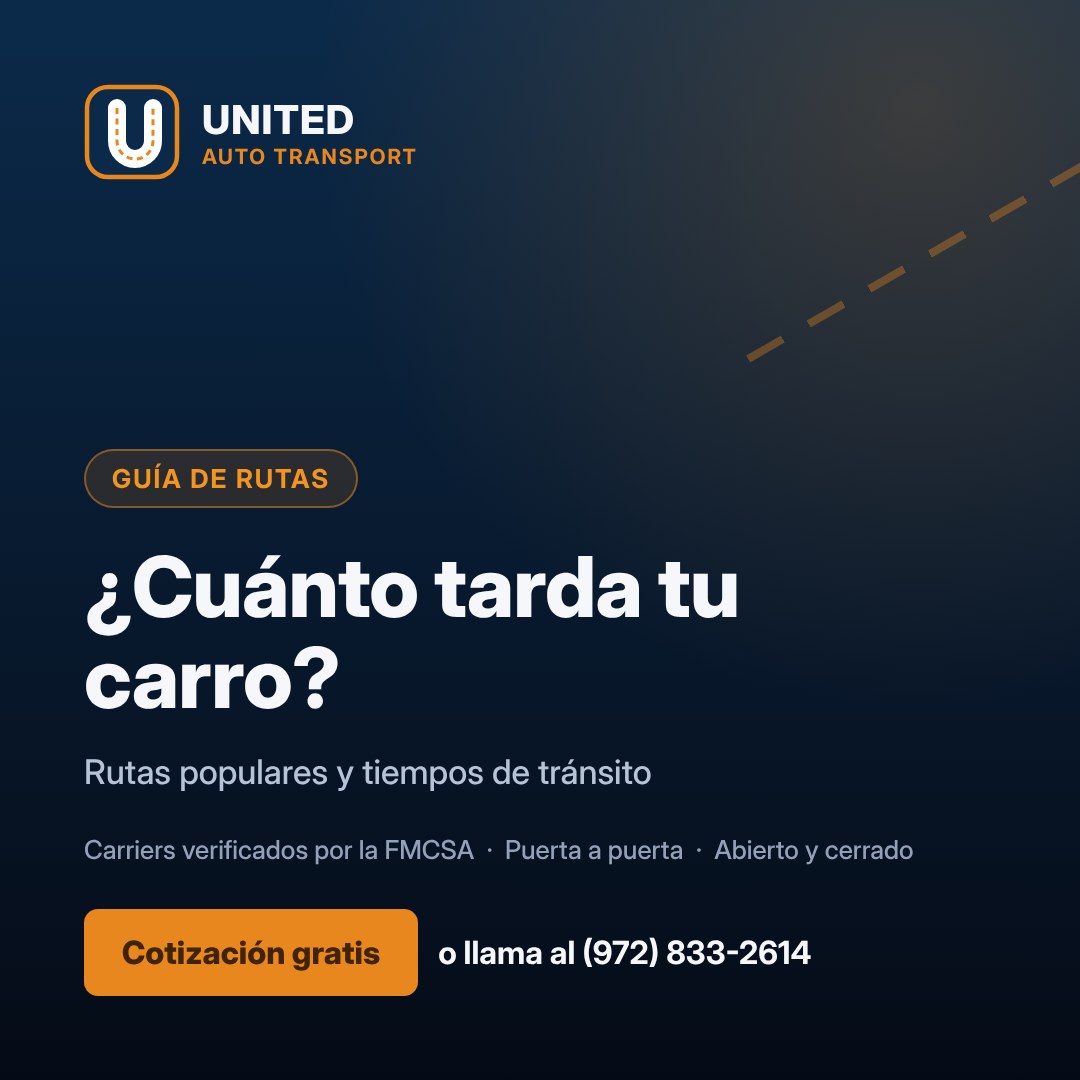 U
UNITED
AUTO TRANSPORT
GUÍA DE RUTAS
¿Cuánto tarda tu
carro?
Rutas populares y tiempos de tránsito
Carriers verificados por la FMCSA · Puerta a puerta · Abierto y cerrado
Cotización gratis o llama al (972) 833-2614